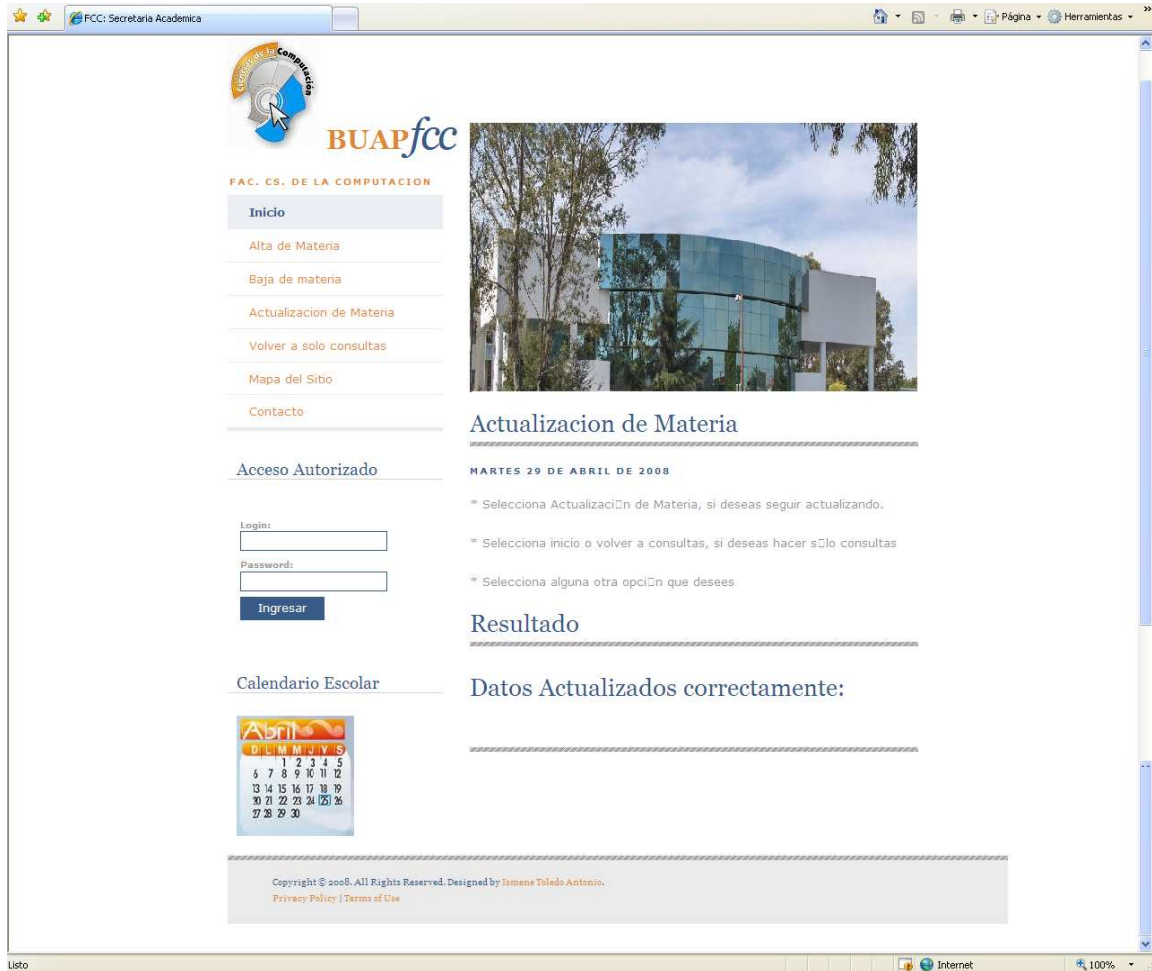 FCC: Secretaria Academica
Página
Herramientas
Ciencias de la Computación
BUAPfcc
FAC. CS. DE LA COMPUTACION
Inicio
Alta de Materia
Baja de materia
Actualizacion de Materia
Volver a solo consultas
Mapa del Sitio
Contacto
Acceso Autorizado
Login:
Password:
Ingresar
Calendario Escolar
Abril
D L M M J V S
1 2 3 4 5
6 7 8 9 10 11 12
13 14 15 16 17 18 19
20 21 22 23 24 25 26
27 28 29 30
Actualizacion de Materia
MARTES 29 DE ABRIL DE 2008
* Selecciona Actualizaci▯n de Materia, si deseas seguir actualizando.
* Selecciona inicio o volver a consultas, si deseas hacer s▯lo consultas
* Selecciona alguna otra opci▯n que desees
Resultado
Datos Actualizados correctamente:
Copyright © 2008. All Rights Reserved. Designed by Ismene Toledo Antonio.
Privacy Policy | Terms of Use
Listo
Internet
100%